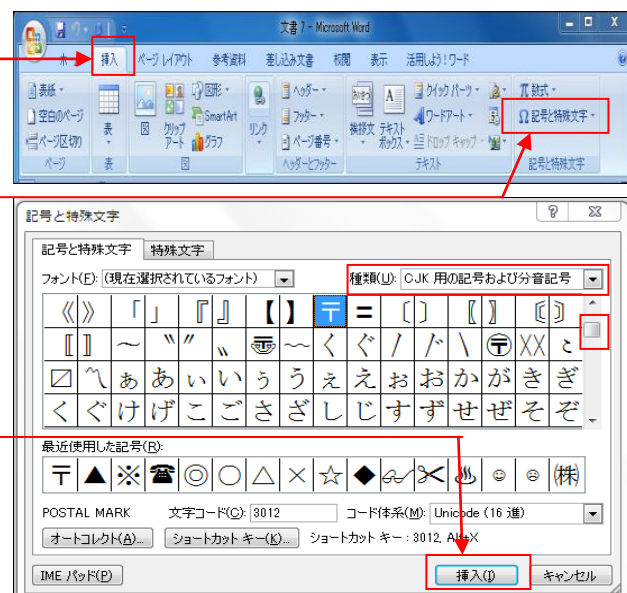 文書 7 - Microsoft Word
ホーム 挿入 ページ レイアウト 参考資料 差し込み文書 校閲 表示 活用しよう!ワード
表紙
空白のページ
ページ区切り
ページ
表
表
図
クリップ
アート
図形
SmartArt
グラフ
図
リンク
ヘッダー
フッター
ページ番号
ヘッダーとフッター
挨拶文
テキスト
ボックス
クイック パーツ
ワードアート
ドロップ キャップ
テキスト
π 数式
Ω 記号と特殊文字
記号と特殊文字
記号と特殊文字
記号と特殊文字 特殊文字
フォント(F): (現在選択されているフォント) 種類(U): CJK 用の記号および分音記号
《 》 「 」 『 』 【 】 〒 〓 〔 〕 〖 〗 〘 〙
〚 〛 〜 〝 〞 〟 〠 〰 〱 〲 〳 〴 〵 〶 〸〸 〻
〼 〽 ぁ あ ぃ い ぅ う ぇ え ぉ お か が き ぎ
く ぐ け げ こ ご さ ざ し じ す ず せ ぜ そ ぞ
最近使用した記号(R):
〒 ▲ ※ ☎ ◎ ○ △ × ☆ ◆ ✂ ♨ ☺ ☹ ㈱
POSTAL MARK 文字コード(C): 3012 コード体系(M): Unicode (16 進)
オートコレクト(A)... ショートカット キー(K)... ショートカット キー : 3012, Alt+X
IME パッド(P) 挿入(I) キャンセル